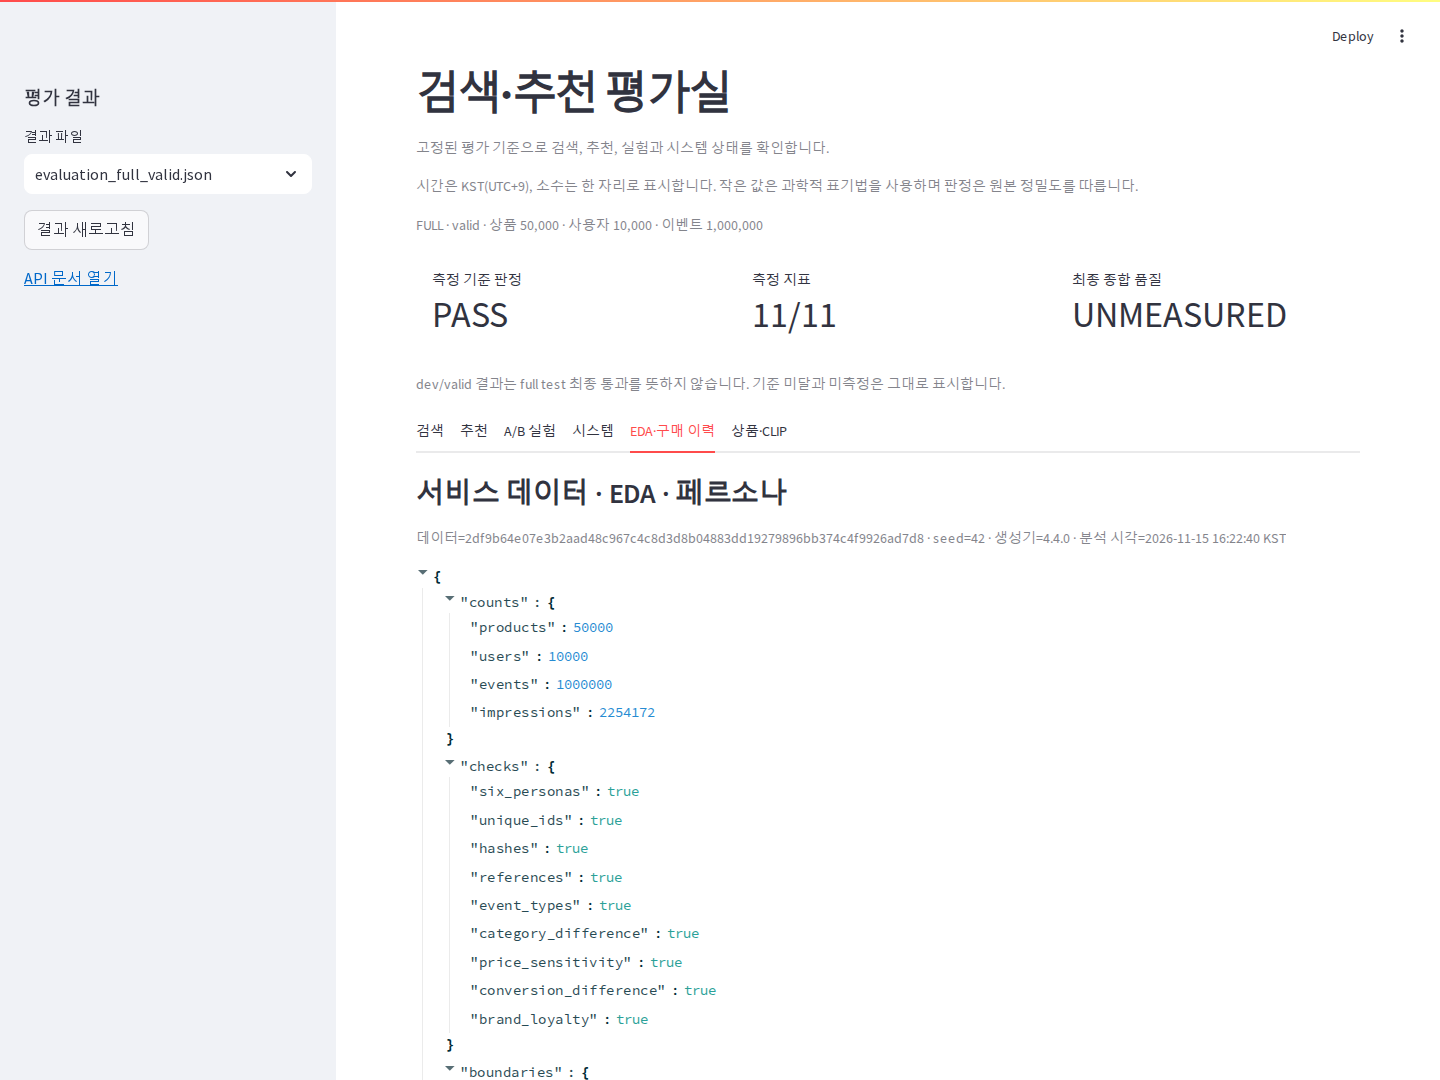 Deploy
평가 결과
결과 파일
evaluation_full_valid.json
결과 새로고침
API 문서 열기
검색·추천 평가실
고정된 평가 기준으로 검색, 추천, 실험과 시스템 상태를 확인합니다.
시간은 KST(UTC+9), 소수는 한 자리로 표시합니다. 작은 값은 과학적 표기법을 사용하며 판정은 원본 정밀도를 따릅니다.
FULL · valid · 상품 50,000 · 사용자 10,000 · 이벤트 1,000,000
측정 기준 판정 측정 지표 최종 종합 품질
PASS 11/11 UNMEASURED
dev/valid 결과는 full test 최종 통과를 뜻하지 않습니다. 기준 미달과 미측정은 그대로 표시합니다.
검색 추천 A/B 실험 시스템 EDA·구매 이력 상품·CLIP
서비스 데이터 · EDA · 페르소나
데이터=2df9b64e07e3b2aad48c967c4c8d3d8b04883dd19279896bb374c4f9926ad7d8 · seed=42 · 생성기=4.4.0 · 분석 시각=2026-11-15 16:22:40 KST
{
"counts" : {
"products" : 50000
"users" : 10000
"events" : 1000000
"impressions" : 2254172
}
"checks" : {
"six_personas" : true
"unique_ids" : true
"hashes" : true
"references" : true
"event_types" : true
"category_difference" : true
"price_sensitivity" : true
"conversion_difference" : true
"brand_loyalty" : true
}
"boundaries" : {